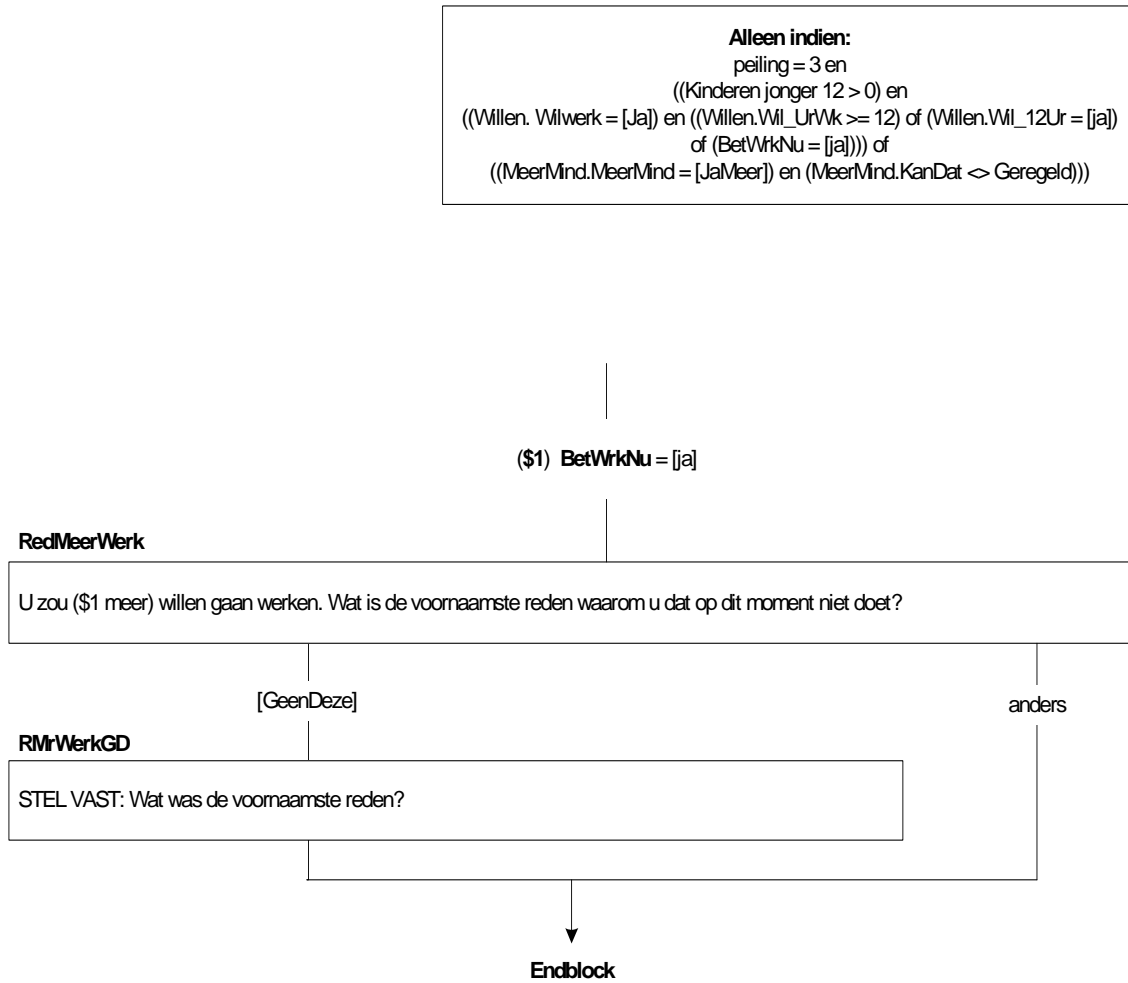 Alleen indien:
peiling = 3 en
((Kinderen jonger 12 > 0) en
((Willen. Wilwerk = [Ja]) en ((Willen.Wil_UrWk >= 12) of (Willen.Wil_12Ur = [ja])
of (BetWrkNu = [ja]))) of
((MeerMind.MeerMind = [JaMeer]) en (MeerMind.KanDat <> Geregeld)))
($1) BetWrkNu = [ja]
RedMeerWerk
U zou ($1 meer) willen gaan werken. Wat is de voornaamste reden waarom u dat op dit moment niet doet?
[GeenDeze]
anders
RMrWerkGD
STEL VAST: Wat was de voornaamste reden?
Endblock